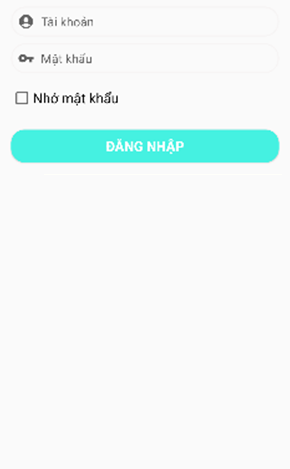 Tài khoản
Mật khẩu
Nhớ mật khẩu
ĐĂNG NHẬP